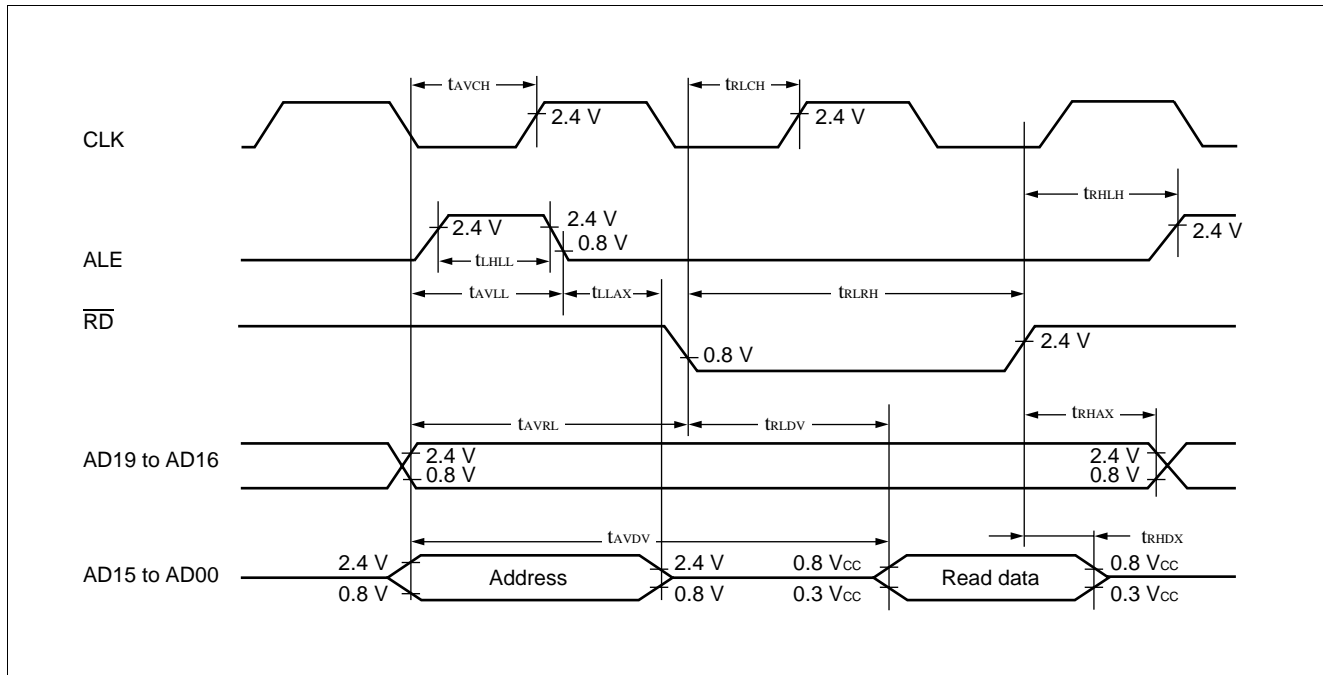 tAVCH
tRLCH
CLK
2.4 V
2.4 V
tRHLH
ALE
2.4 V
2.4 V
0.8 V
2.4 V
tLHLL
tAVLL
tLLAX
tRLRH
RD
0.8 V
2.4 V
tAVRL
tRLDV
tRHAX
AD19 to AD16
2.4 V
0.8 V
2.4 V
0.8 V
tAVDV
tRHDX
AD15 to AD00
2.4 V
0.8 V
Address
2.4 V
0.8 V
0.8 VCC
0.3 VCC
Read data
0.8 VCC
0.3 VCC